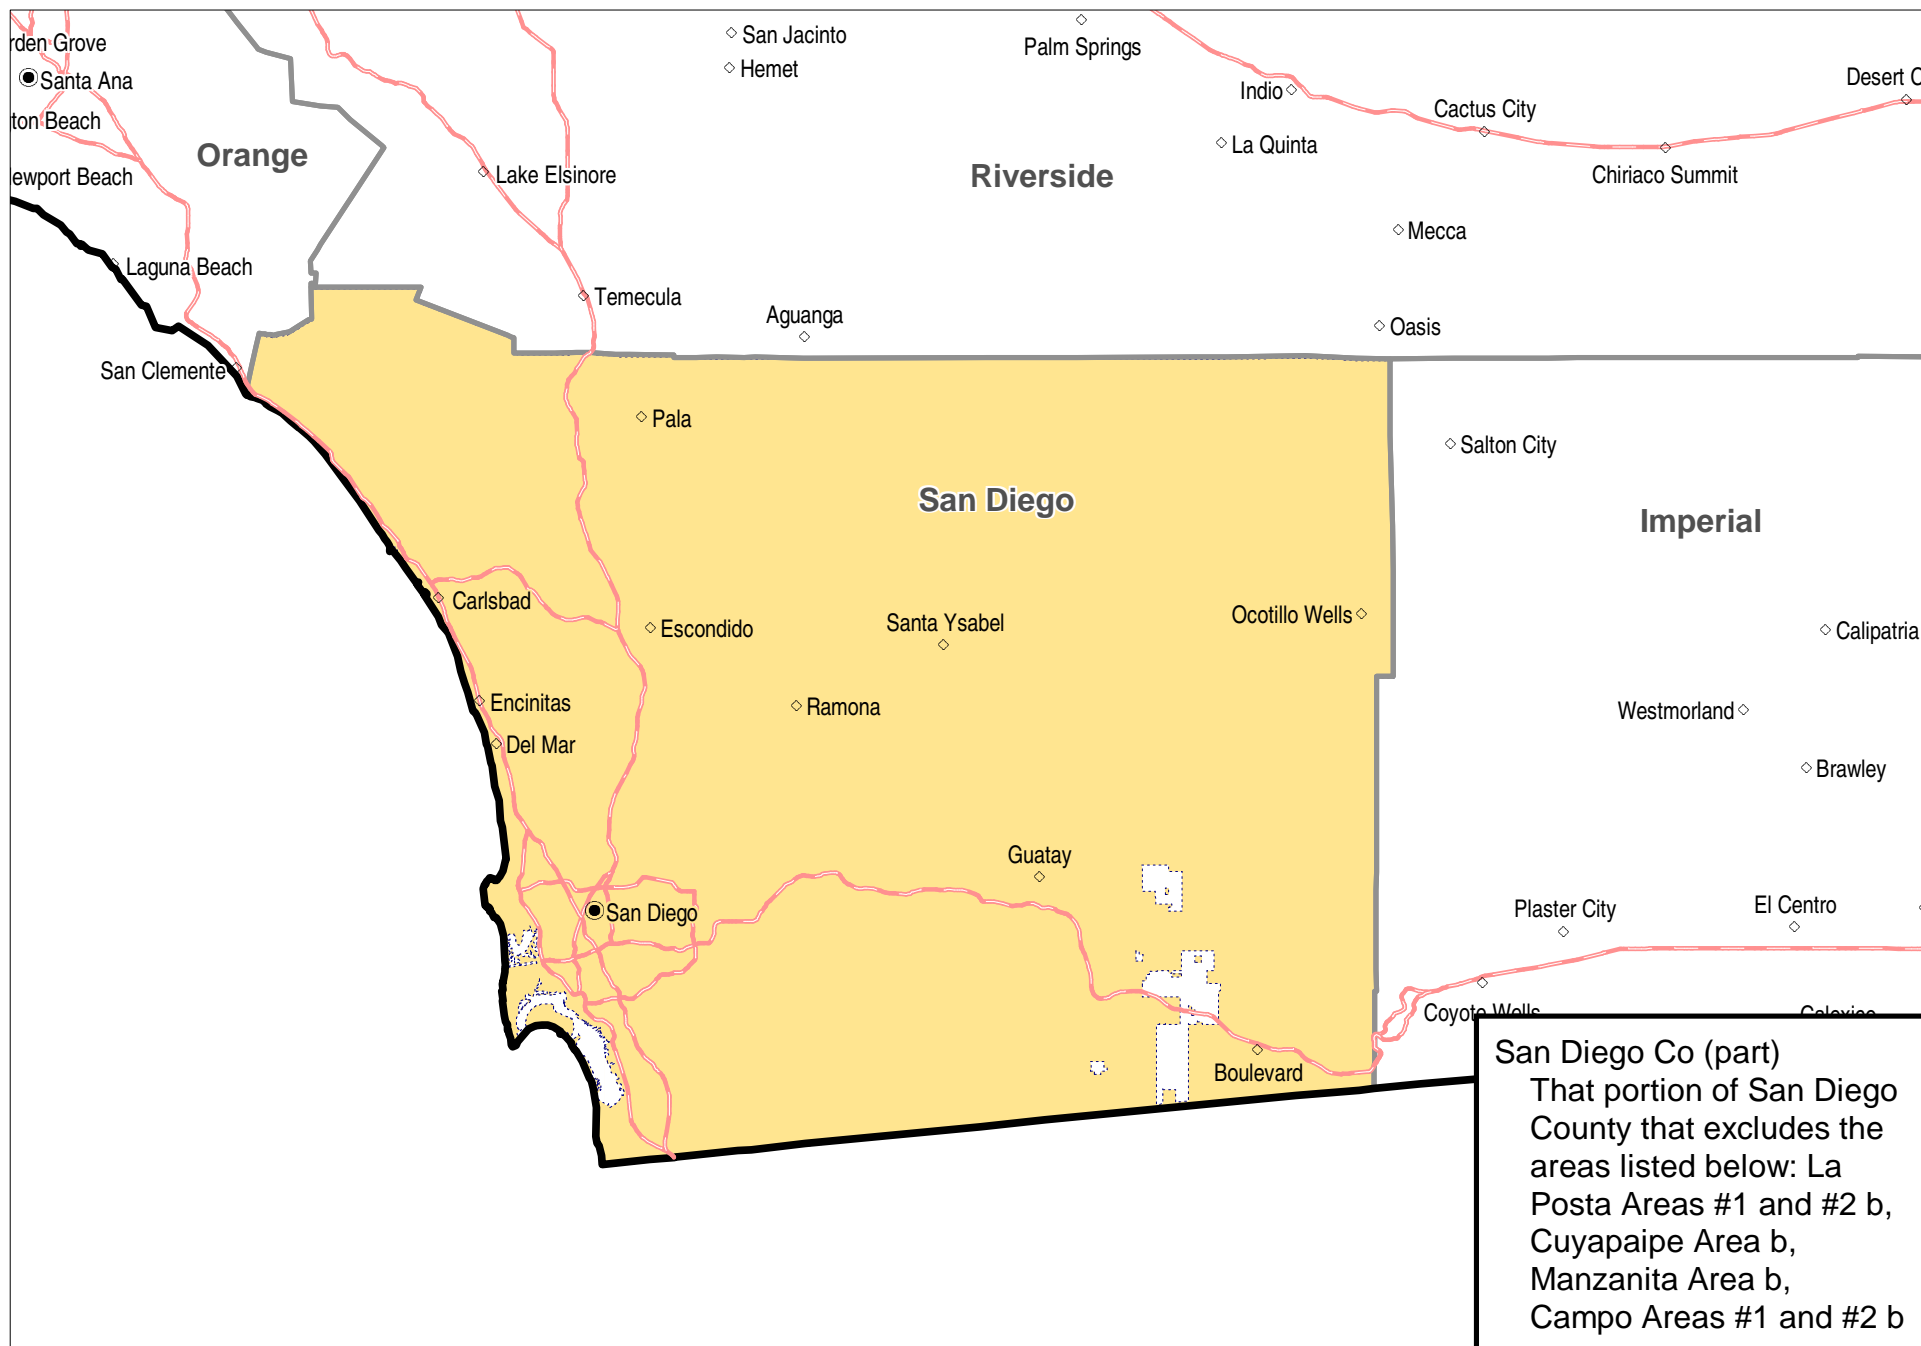 rden Grove
San Jacinto
Palm Springs
Santa Ana
Hemet
Indio
Desert C
Cactus City
ton Beach
Orange
La Quinta
Lake Elsinore
Riverside
Chiriaco Summit
ewport Beach
Mecca
Laguna Beach
Temecula
Aguanga
Oasis
San Clemente
Pala
Salton City
San Diego
Imperial
Carlsbad
Escondido
Santa Ysabel
Ocotillo Wells
Calipatria
Encinitas
Ramona
Westmorland
Del Mar
Brawley
Guatay
San Diego
Plaster City
El Centro
Coyote Wells
Calexico
Boulevard
San Diego Co (part)
That portion of San Diego
County that excludes the
areas listed below: La
Posta Areas #1 and #2 b,
Cuyapaipe Area b,
Manzanita Area b,
Campo Areas #1 and #2 b